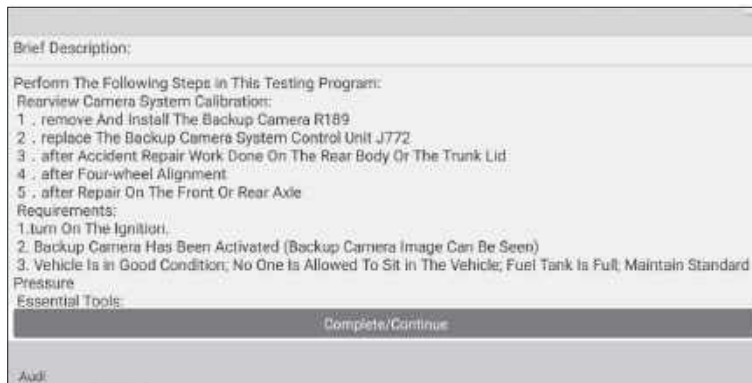 Brief Description:
Perform The Following Steps in This Testing Program:
Rearview Camera System Calibration:
1 . remove And Install The Backup Camera R189
2 . replace The Backup Camera System Control Unit J772
3 . after Accident Repair Work Done On The Rear Body Or The Trunk Lid
4 . after Four-wheel Alignment
5 . after Repair On The Front Or Rear Axle
Requirements:
1.turn On The Ignition.
2. Backup Camera Has Been Activated (Backup Camera Image Can Be Seen)
3. Vehicle Is in Good Condition; No One Is Allowed To Sit in The Vehicle; Fuel Tank Is Full; Maintain Standard
Pressure
Essential Tools:
Complete/Continue
Audi